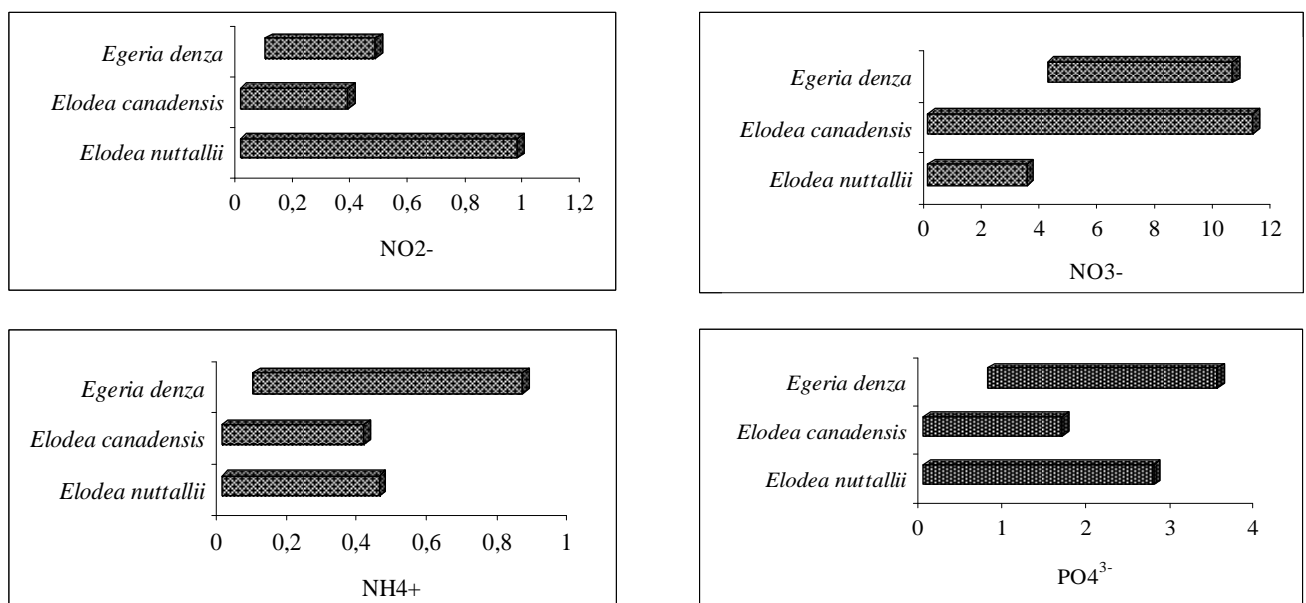 Egeria denza
Elodea canadensis
Elodea nuttallii
0 0,2 0,4 0,6 0,8 1 1,2
NO2-
Egeria denza
Elodea canadensis
Elodea nuttallii
0 2 4 6 8 10 12
NO3-
Egeria denza
Elodea canadensis
Elodea nuttallii
0 0,2 0,4 0,6 0,8 1
NH4+
Egeria denza
Elodea canadensis
Elodea nuttallii
0 1 2 3 4
PO4³⁻